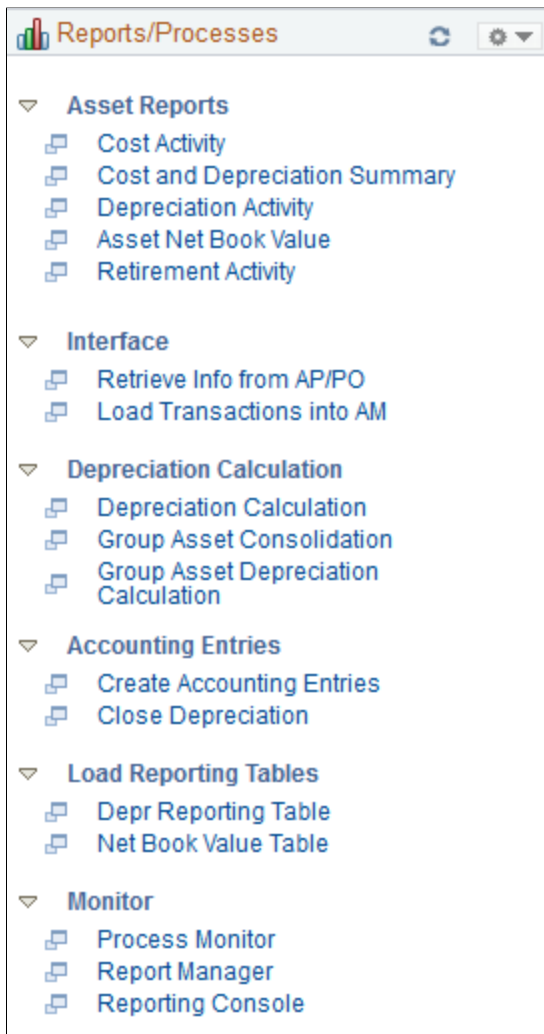 Reports/Processes
Asset Reports
Cost Activity
Cost and Depreciation Summary
Depreciation Activity
Asset Net Book Value
Retirement Activity
Interface
Retrieve Info from AP/PO
Load Transactions into AM
Depreciation Calculation
Depreciation Calculation
Group Asset Consolidation
Group Asset Depreciation
Calculation
Accounting Entries
Create Accounting Entries
Close Depreciation
Load Reporting Tables
Depr Reporting Table
Net Book Value Table
Monitor
Process Monitor
Report Manager
Reporting Console